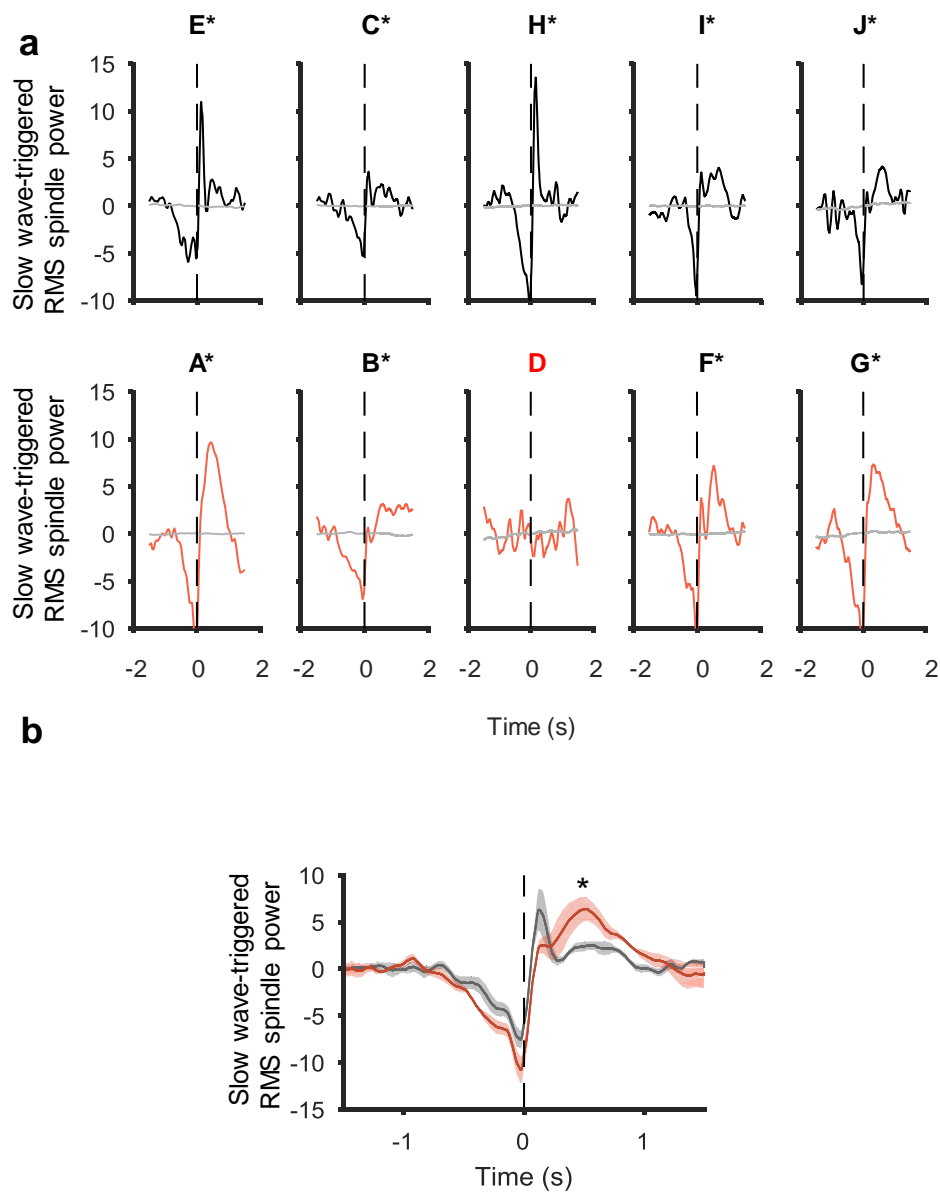 a
E* C* H* I* J*
Slow wave-triggered
RMS spindle power
15
10
5
0
-5
-10
A* B* D F* G*
Slow wave-triggered
RMS spindle power
15
10
5
0
-5
-10
-2 0 2 -2 0 2 -2 0 2 -2 0 2 -2 0 2
Time (s)
b
Slow wave-triggered
RMS spindle power
10
5
0
-5
-10
-15
*
-1 0 1
Time (s)